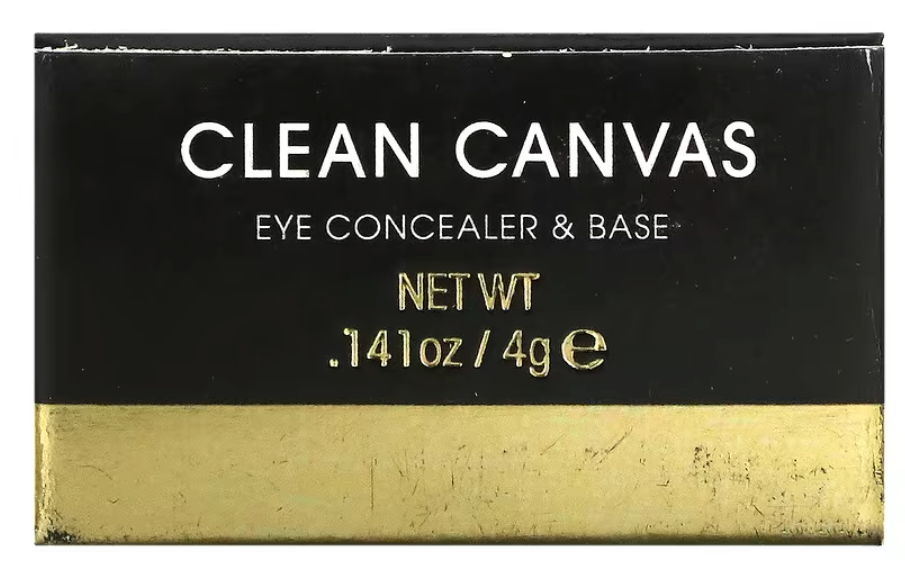 CLEAN CANVAS
EYE CONCEALER & BASE
NET WT
.141oz / 4g ℮